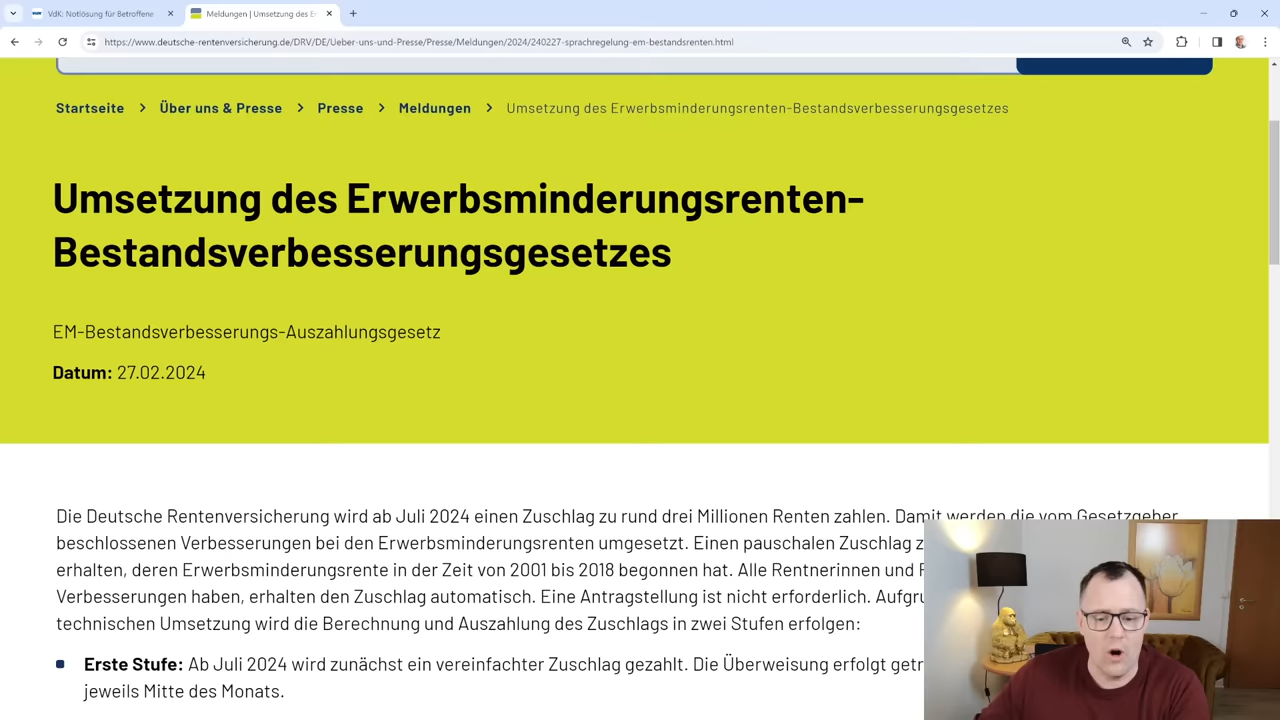 VdK: Notlösung für Betroffene
Meldungen | Umsetzung des Er
https://www.deutsche-rentenversicherung.de/DRV/DE/Ueber-uns-und-Presse/Presse/Meldungen/2024/240227-sprachregelung-em-bestandsrenten.html
Startseite > Über uns & Presse > Presse > Meldungen > Umsetzung des Erwerbsminderungsrenten-Bestandsverbesserungsgesetzes
Umsetzung des Erwerbsminderungsrenten-
Bestandsverbesserungsgesetzes
EM-Bestandsverbesserungs-Auszahlungsgesetz
Datum: 27.02.2024
Die Deutsche Rentenversicherung wird ab Juli 2024 einen Zuschlag zu rund drei Millionen Renten zahlen. Damit werden die vom Gesetzgeber
beschlossenen Verbesserungen bei den Erwerbsminderungsrenten umgesetzt. Einen pauschalen Zuschlag z
erhalten, deren Erwerbsminderungsrente in der Zeit von 2001 bis 2018 begonnen hat. Alle Rentnerinnen und
Verbesserungen haben, erhalten den Zuschlag automatisch. Eine Antragstellung ist nicht erforderlich. Aufgru
technischen Umsetzung wird die Berechnung und Auszahlung des Zuschlags in zwei Stufen erfolgen:
Erste Stufe: Ab Juli 2024 wird zunächst ein vereinfachter Zuschlag gezahlt. Die Überweisung erfolgt getr
jeweils Mitte des Monats.